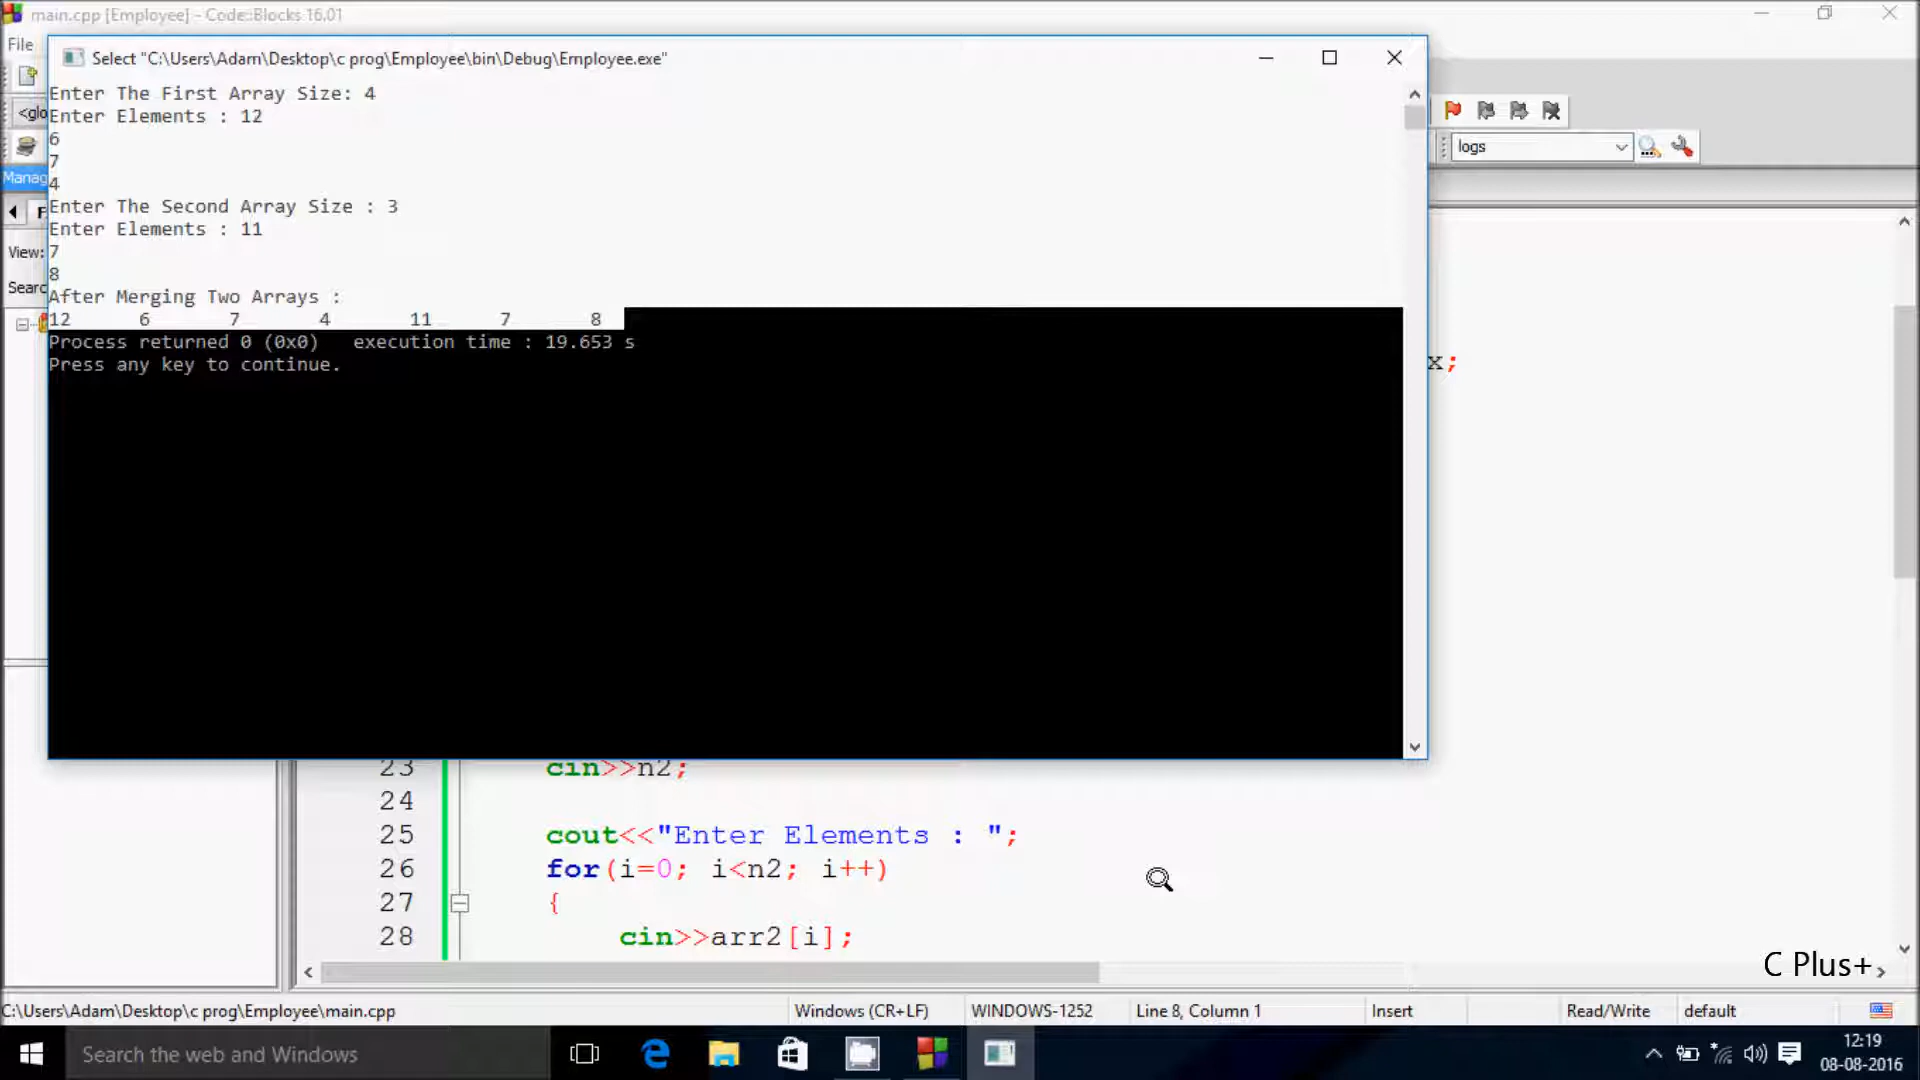 main.cpp [Employee] - Code::Blocks 16.01
File
Select "C:\Users\Adam\Desktop\c prog\Employee\bin\Debug\Employee.exe"
Enter The First Array Size: 4
Enter Elements : 12
6
7
4
Enter The Second Array Size : 3
Enter Elements : 11
7
8
After Merging Two Arrays :
12 6 7 4 11 7 8
Process returned 0 (0x0) execution time : 19.653 s
Press any key to continue.
<glo
logs
Manag
F
View:
Searc
x;
23 cin>>n2;
24
25 cout<<"Enter Elements : ";
26 for(i=0; i<n2; i++)
27 {
28 cin>>arr2[i];
C Plus+
C:\Users\Adam\Desktop\c prog\Employee\main.cpp Windows (CR+LF) WINDOWS-1252 Line 8, Column 1 Insert Read/Write default
Search the web and Windows
12:19
08-08-2016